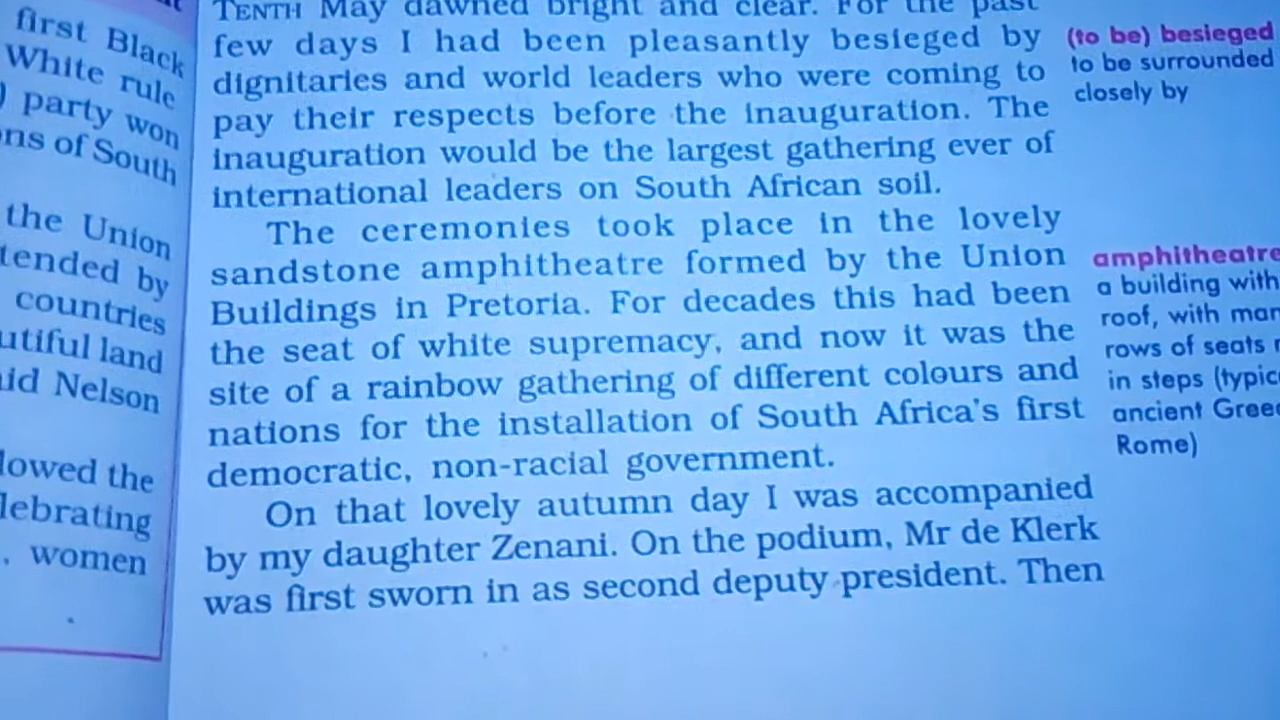 first Black
White rule
party won
of South
the Union
by
countries
land
Nelson
the
women
TENTH May dawned bright and clear. For the past
few days I had been pleasantly besieged by
dignitaries and world leaders who were coming to
pay their respects before the inauguration. The
inauguration would be the largest gathering ever of
international leaders on South African soil.
The ceremonies took place in the lovely
sandstone amphitheatre formed by the Union
Buildings in Pretoria. For decades this had been
the seat of white supremacy, and now it was the
site of a rainbow gathering of different colours and
nations for the installation of South Africa's first
democratic, non-racial government.
On that lovely autumn day I was accompanied
by my daughter Zenani. On the podium, Mr de Klerk
was first sworn in as second deputy president. Then
(to be) besieged
to be surrounded
closely by
amphitheatre
a building with
roof, with
rows of seats
in steps
ancient
Rome)